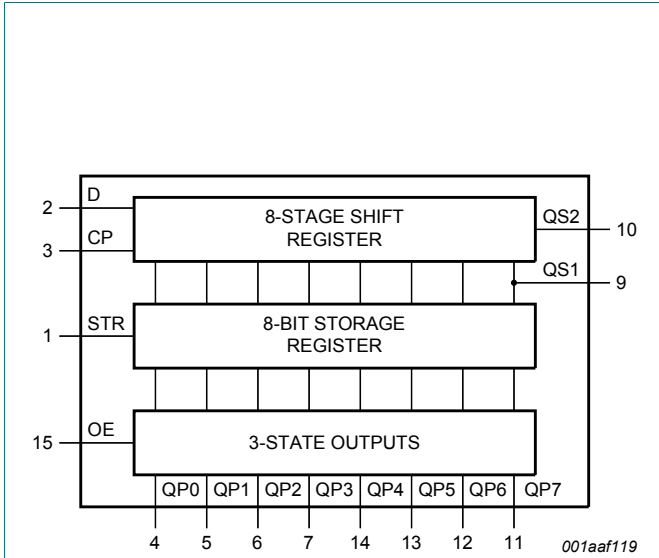 D
2
8-STAGE SHIFT
REGISTER
QS2
10
CP
3
QS1
9
STR
1
8-BIT STORAGE
REGISTER
OE
15
3-STATE OUTPUTS
QP0 QP1 QP2 QP3 QP4 QP5 QP6 QP7
4 5 6 7 14 13 12 11
001aaf119